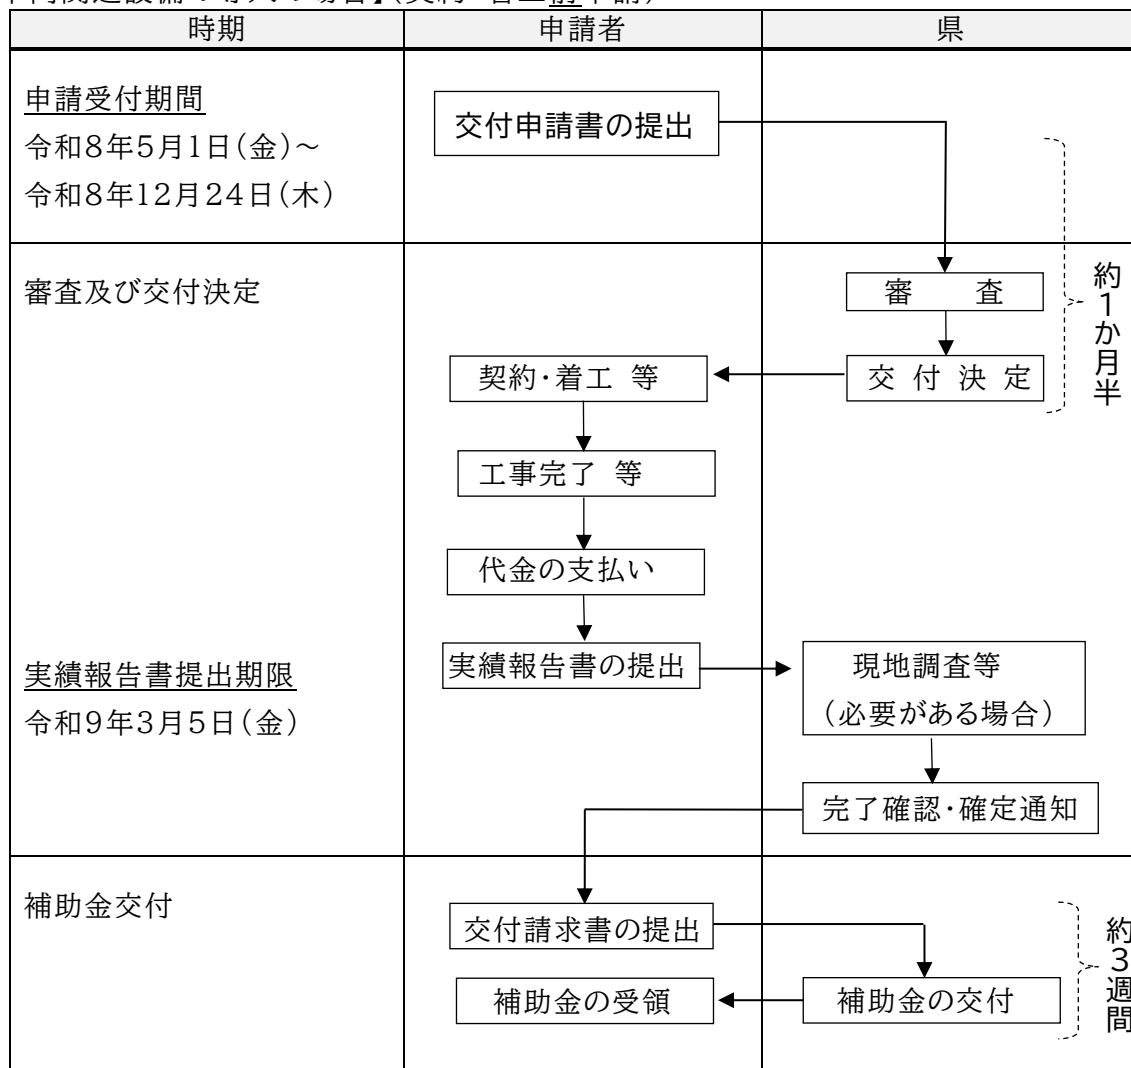 時期 申請者 県
申請受付期間
令和8年5月1日(金)~
令和8年12月24日(木)
交付申請書の提出
審査及び交付決定
審 査
交 付 決 定
約1か月半
契約・着工 等
工事完了 等
代金の支払い
実績報告書提出期限
令和9年3月5日(金)
実績報告書の提出
現地調査等
(必要がある場合)
完了確認・確定通知
補助金交付
交付請求書の提出
補助金の交付
補助金の受領
約3週間